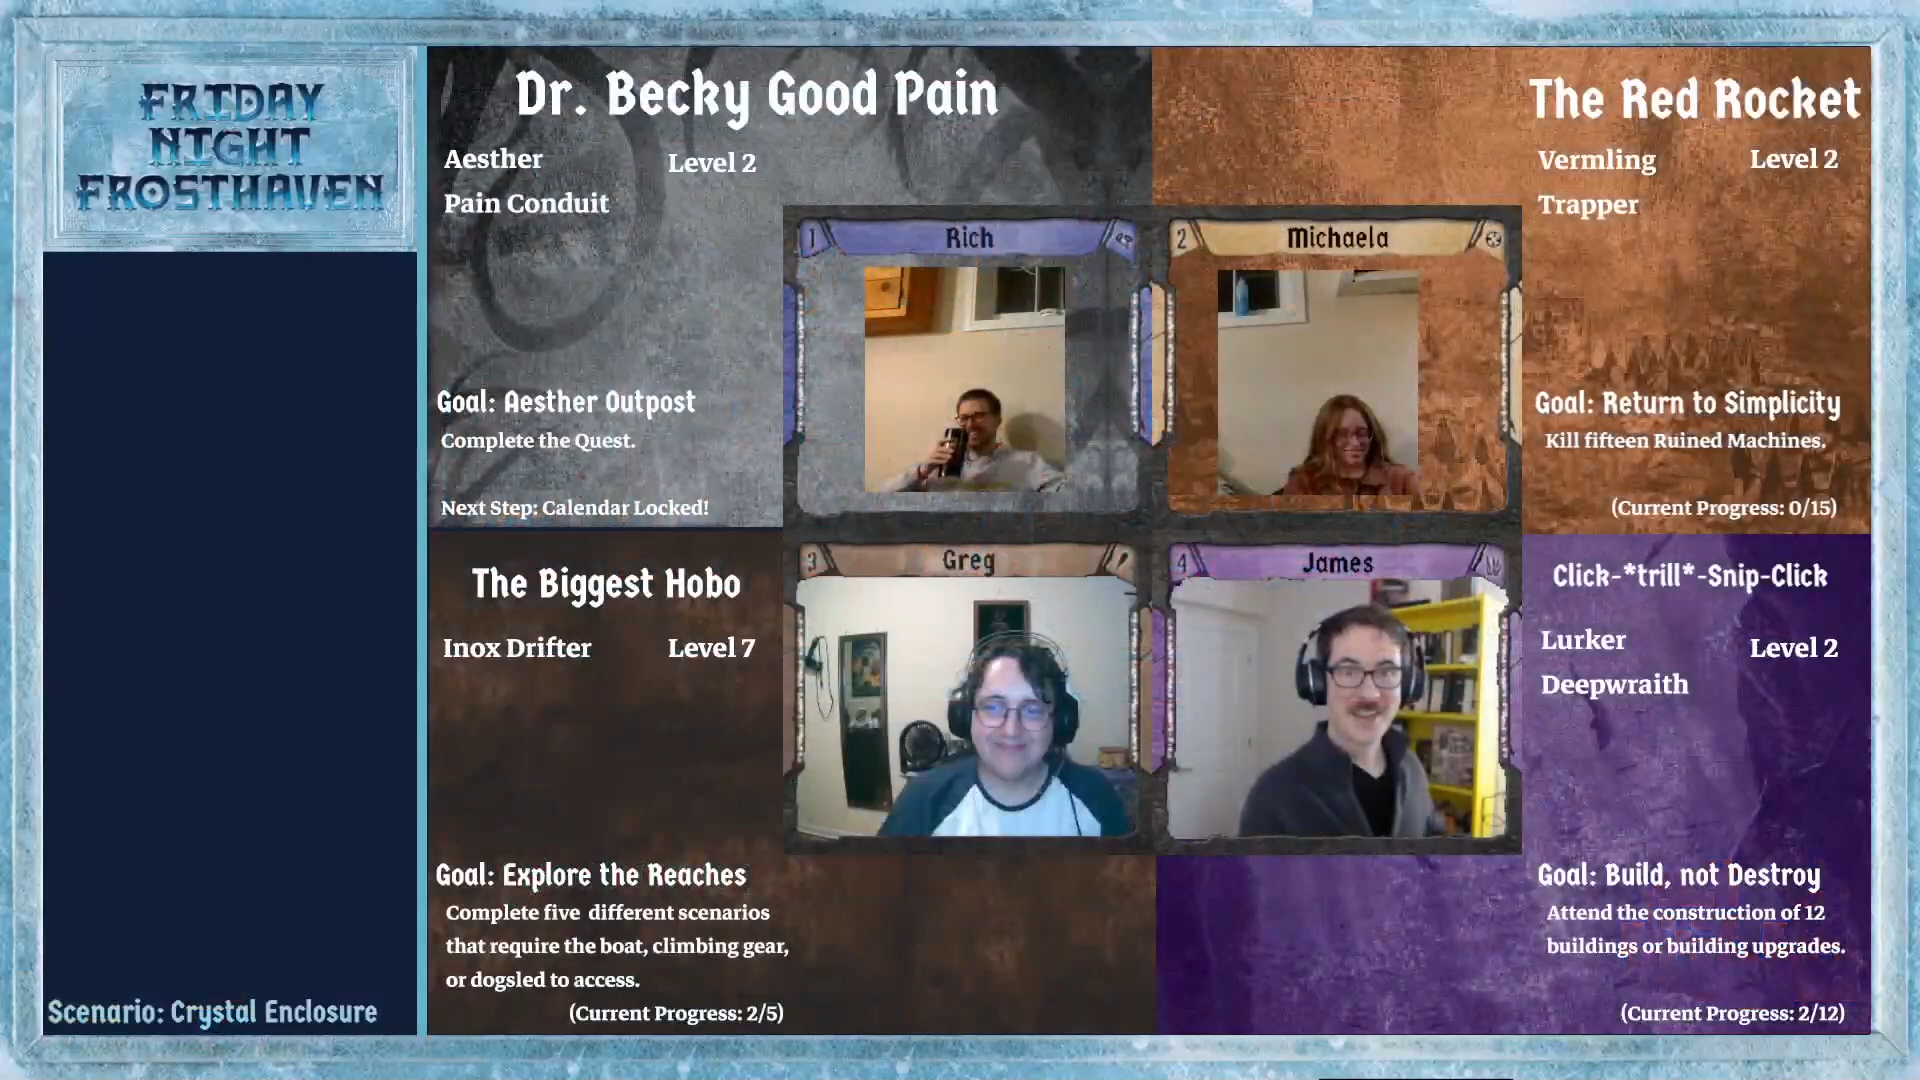 FRIDAY
NIGHT
FROSTHAVEN
Scenario: Crystal Enclosure
Dr. Becky Good Pain
Aesther
Level 2
Pain Conduit
Goal: Aesther Outpost
Complete the Quest.
Next Step: Calendar Locked!
The Red Rocket
Vermling
Level 2
Trapper
Goal: Return to Simplicity
Kill fifteen Ruined Machines.
(Current Progress: 0/15)
1
Rich
2
Michaela
3
Greg
4
James
The Biggest Hobo
Inox Drifter
Level 7
Goal: Explore the Reaches
Complete five different scenarios
that require the boat, climbing gear,
or dogsled to access.
(Current Progress: 2/5)
Click-*trill*-Snip-Click
Lurker
Level 2
Deepwraith
Goal: Build, not Destroy
Attend the construction of 12
buildings or building upgrades.
(Current Progress: 2/12)